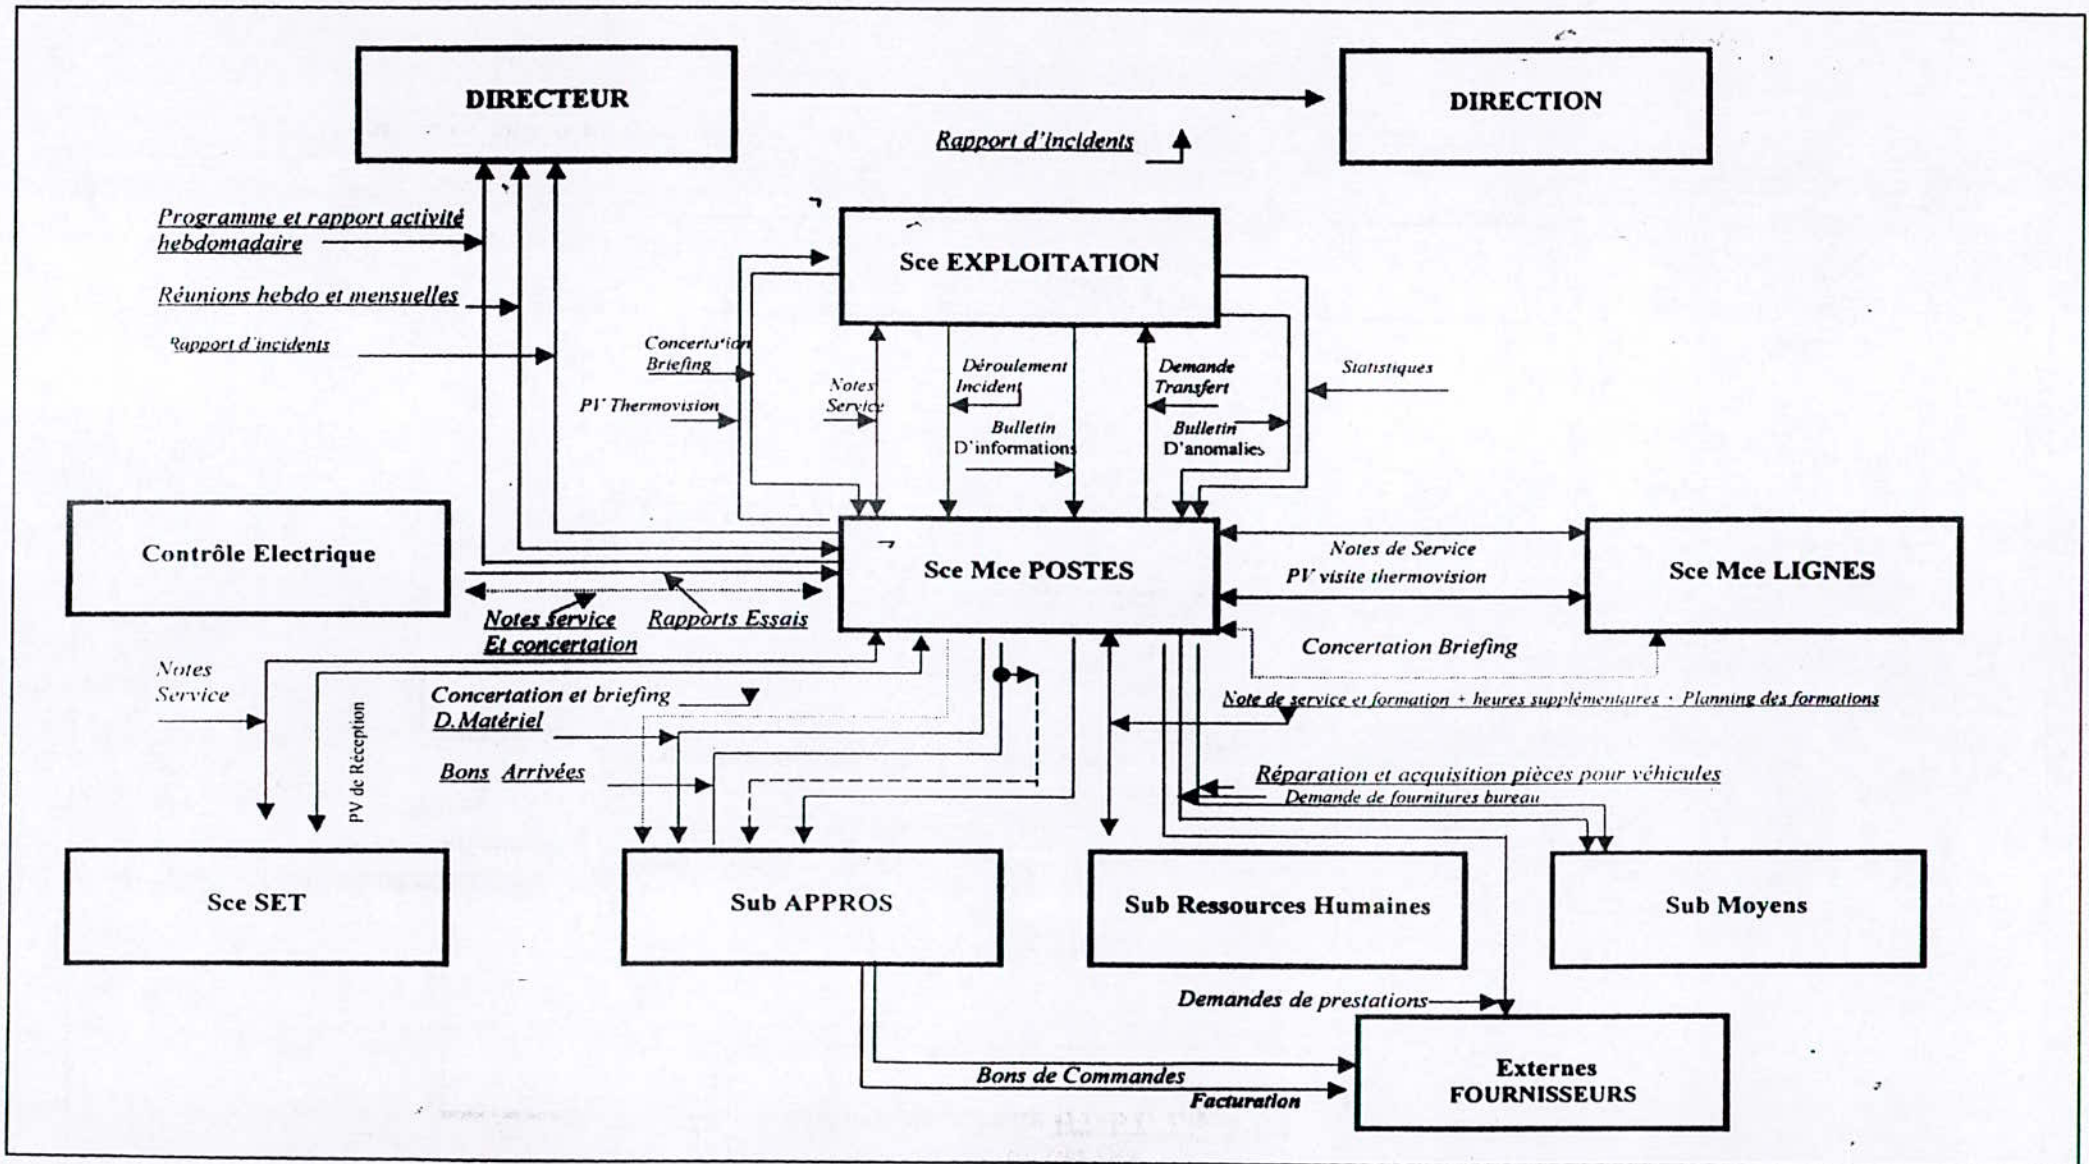 DIRECTEUR
DIRECTION
Rapport d'incidents
Programme et rapport activité
hebdomadaire
Réunions hebdo et mensuelles
Rapport d'incidents
Sce EXPLOITATION
Concertation
Briefing
PV Thermovision
Notes
Service
Déroulement
Incident
Bulletin
D'informations
Demande
Transfert
Bulletin
D'anomalies
Statistiques
Contrôle Electrique
Sce Mce POSTES
Sce Mce LIGNES
Notes de Service
PV visite thermovision
Notes service
Et concertation
Rapports Essais
Concertation Briefing
Notes
Service
PV de Réception
Concertation et briefing
D.Matériel
Bons Arrivées
Note de service et formation + heures supplémentaires + Planning des formations
Réparation et acquisition pièces pour véhicules
Demande de fournitures bureau
Sce SET
Sub APPROS
Sub Ressources Humaines
Sub Moyens
Demandes de prestations
Bons de Commandes
Facturation
Externes
FOURNISSEURS